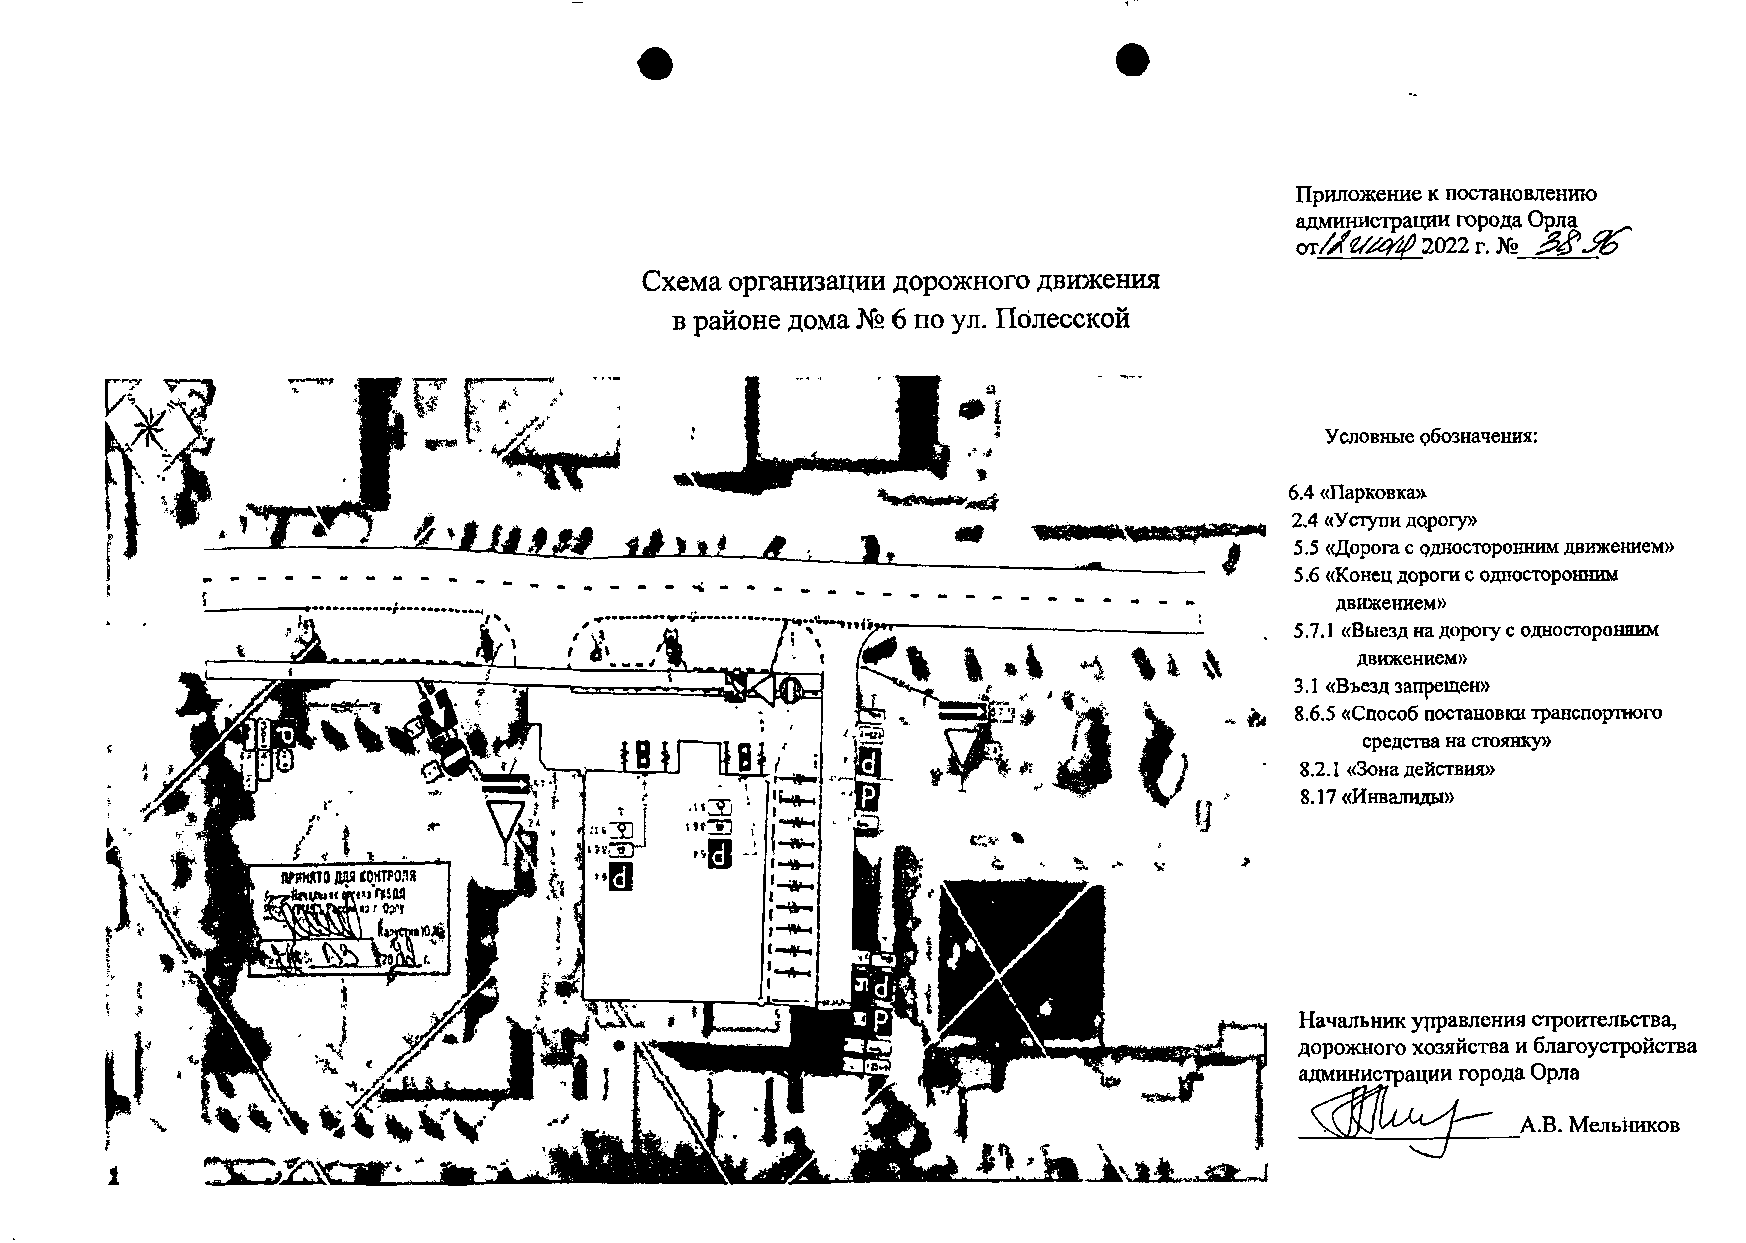 Приложение к постановлению
администрации города Орла
от 12 июля 2022 г. № 3896
Схема организации дорожного движения
в районе дома № 6 по ул. Полесской
Условные обозначения:
6.4 «Парковка»
2.4 «Уступи дорогу»
5.5 «Дорога с односторонним движением»
5.6 «Конец дороги с односторонним
движением»
5.7.1 «Выезд на дорогу с односторонним
движением»
3.1 «Въезд запрещен»
8.6.5 «Способ постановки транспортного
средства на стоянку»
8.2.1 «Зона действия»
8.17 «Инвалиды»
ПРИНЯТО ДЛЯ КОНТРОЛЯ
Начальник управления строительства,
дорожного хозяйства и благоустройства
администрации города Орла
А.В. Мельников
1